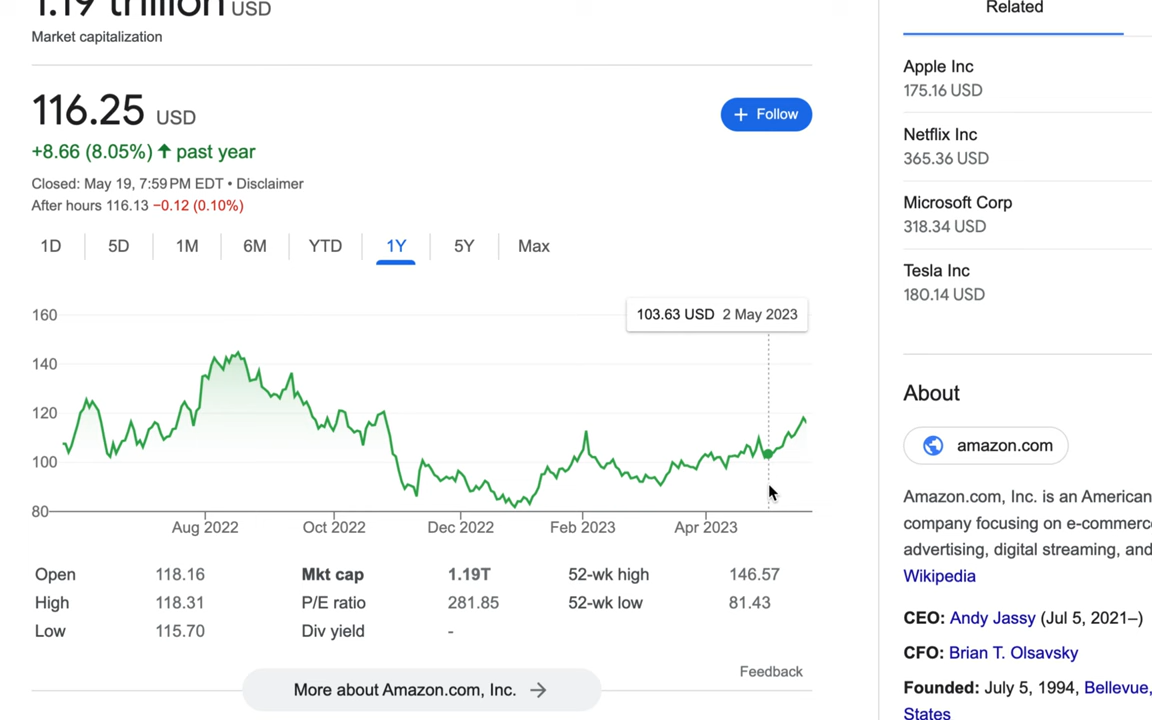 1.19 trillion USD
Market capitalization
116.25 USD
+ Follow
+8.66 (8.05%) ↑ past year
Closed: May 19, 7:59 PM EDT • Disclaimer
After hours 116.13 −0.12 (0.10%)
1D 5D 1M 6M YTD 1Y 5Y Max
103.63 USD 2 May 2023
160
140
120
100
80
Aug 2022 Oct 2022 Dec 2022 Feb 2023 Apr 2023
Open 118.16 Mkt cap 1.19T 52-wk high 146.57
High 118.31 P/E ratio 281.85 52-wk low 81.43
Low 115.70 Div yield -
Feedback
More about Amazon.com, Inc. →
Related
Apple Inc
175.16 USD
Netflix Inc
365.36 USD
Microsoft Corp
318.34 USD
Tesla Inc
180.14 USD
About
amazon.com
Amazon.com, Inc. is an American
company focusing on e-commerc
advertising, digital streaming, and
Wikipedia
CEO: Andy Jassy (Jul 5, 2021–)
CFO: Brian T. Olsavsky
Founded: July 5, 1994, Bellevue,
States